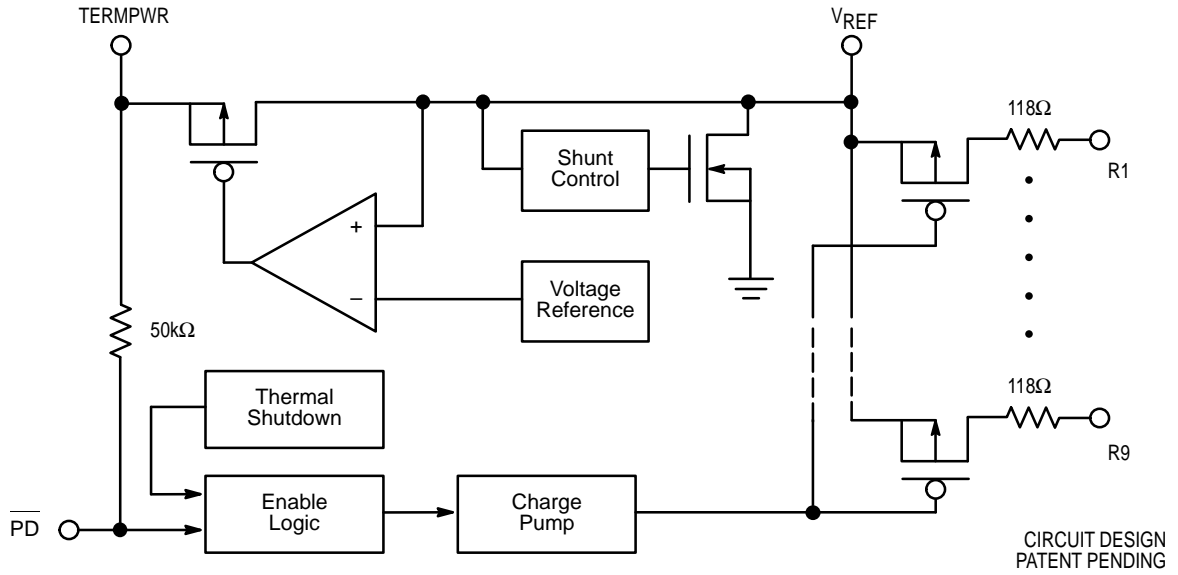 TERMPWR
VREF
118Ω
R1
Shunt
Control
+
–
Voltage
Reference
50kΩ
Thermal
Shutdown
118Ω
R9
PD
Enable
Logic
Charge
Pump
CIRCUIT DESIGN
PATENT PENDING